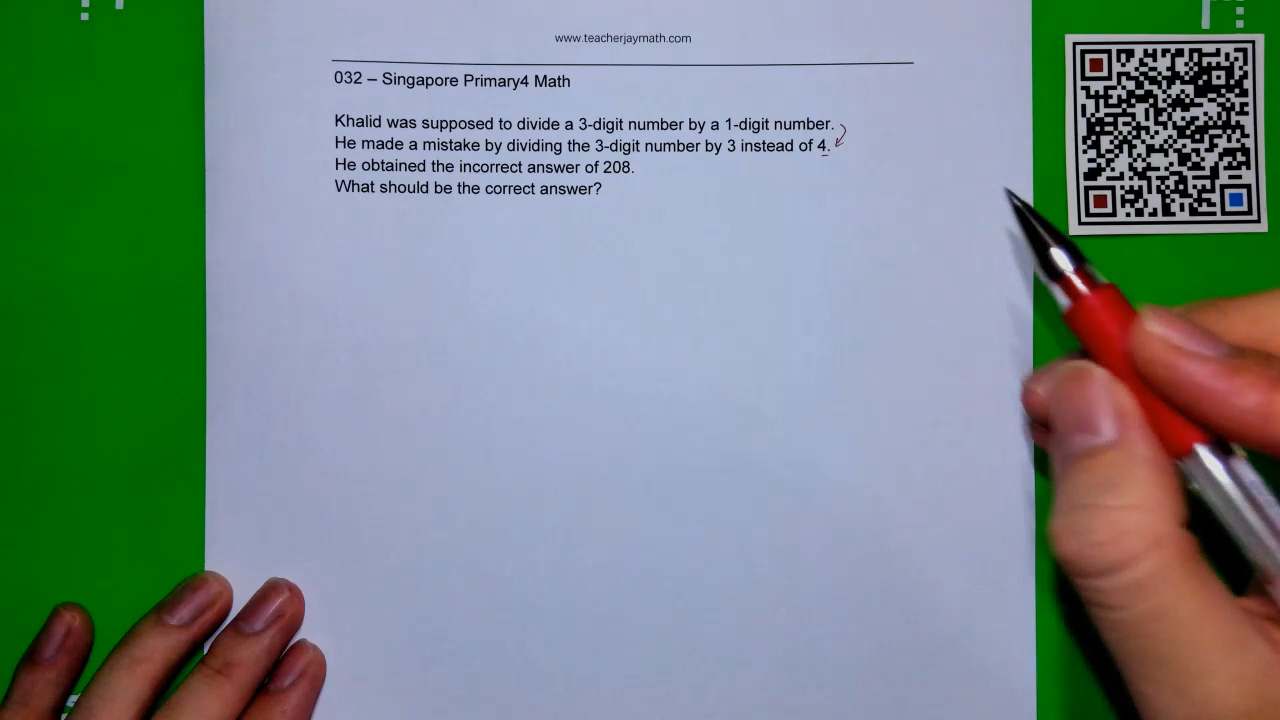 www.teacherjaymath.com
032 – Singapore Primary4 Math
Khalid was supposed to divide a 3-digit number by a 1-digit number.
He made a mistake by dividing the 3-digit number by 3 instead of 4.
He obtained the incorrect answer of 208.
What should be the correct answer?